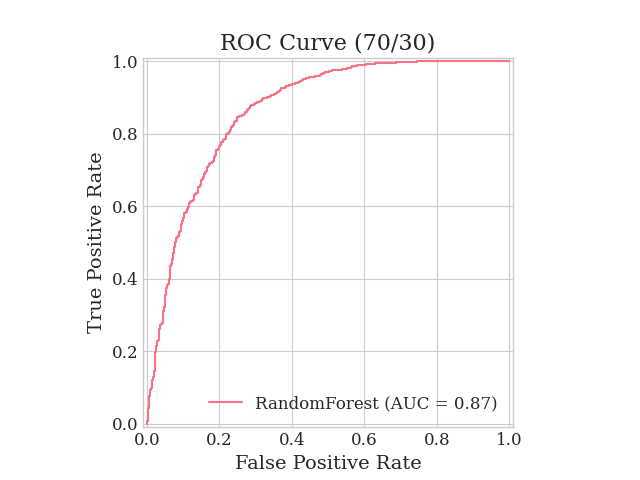 ROC Curve (70/30)
True Positive Rate
1.0
0.8
0.6
0.4
0.2
0.0
RandomForest (AUC = 0.87)
0.0 0.2 0.4 0.6 0.8 1.0
False Positive Rate